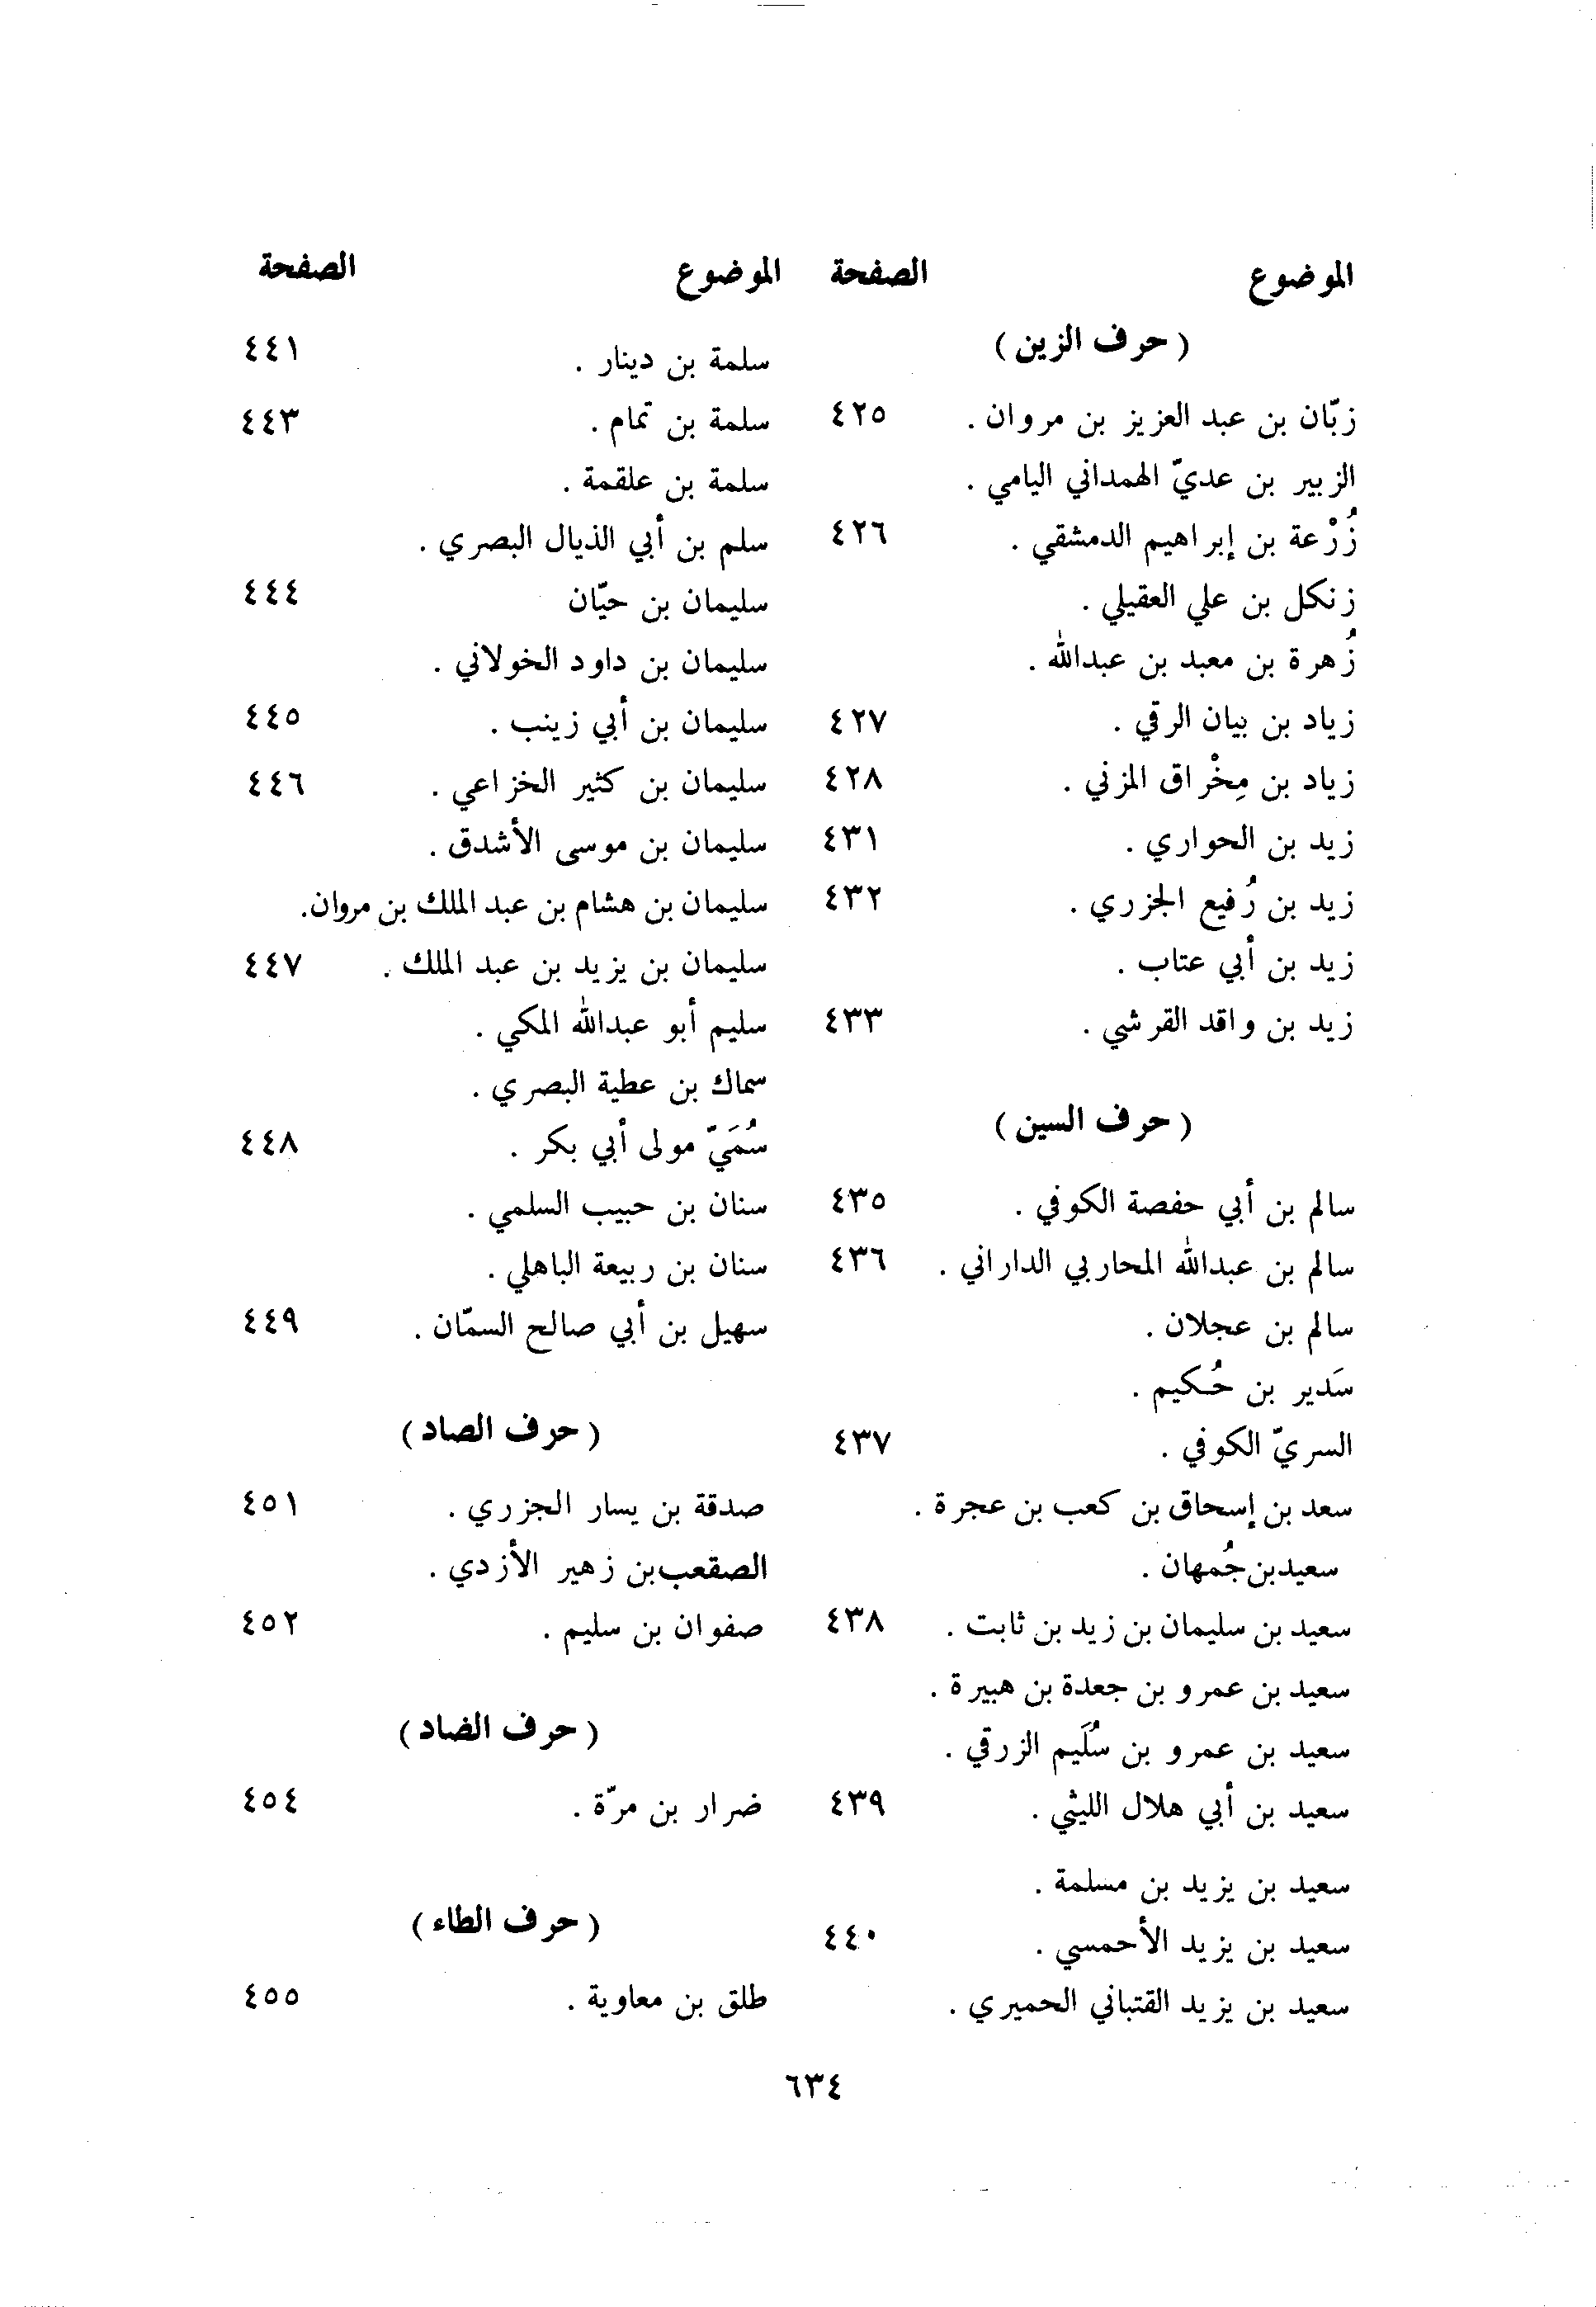 الموضوع الصفحة
(حرف الزين)
زبّان بن عبد العزيز بن مروان . ٤٢٥
الزبير بن عديّ الهمداني اليامي .
زُرْعة بن إبراهيم الدمشقي . ٤٢٦
زنكل بن علي العقيلي .
زُهرة بن معبد بن عبدالله .
زياد بن بيان الرقي . ٤٢٧
زياد بن مِخْراق المزني . ٤٢٨
زيد بن الحواري . ٤٣١
زيد بن رُفيع الجزري . ٤٣٢
زيد بن أبي عتاب .
زيد بن واقد القرشي . ٤٣٣
(حرف السين)
سالم بن أبي حفصة الكوفي . ٤٣٥
سالم بن عبدالله المحاربي الداراني . ٤٣٦
سالم بن عجلان .
سَدير بن حُكيم .
السريّ الكوفي . ٤٣٧
سعد بن إسحاق بن كعب بن عجرة .
سعيد بن جُمهان .
سعيد بن سليمان بن زيد بن ثابت . ٤٣٨
سعيد بن عمرو بن جعدة بن هبيرة .
سعيد بن عمرو بن سُلَيم الزرقي .
سعيد بن أبي هلال الليثي . ٤٣٩
سعيد بن يزيد بن مسلمة .
سعيد بن يزيد الأحمسي . ٤٤٠
سعيد بن يزيد القتباني الحميري .
الموضوع الصفحة
سلمة بن دينار . ٤٤١
سلمة بن تمام . ٤٤٣
سلمة بن علقمة .
سلم بن أبي الذيال البصري .
سليمان بن حيّان ٤٤٤
سليمان بن داود الخولاني .
سليمان بن أبي زينب . ٤٤٥
سليمان بن كثير الخزاعي . ٤٤٦
سليمان بن موسى الأشدق .
سليمان بن هشام بن عبد الملك بن مروان.
سليمان بن يزيد بن عبد الملك . ٤٤٧
سليم أبو عبدالله المكي .
سماك بن عطية البصري .
سُمَيّ مولى أبي بكر . ٤٤٨
سنان بن حبيب السلمي .
سنان بن ربيعة الباهلي .
سهيل بن أبي صالح السمّان . ٤٤٩
(حرف الصاد)
صدقة بن يسار الجزري . ٤٥١
الصقعب بن زهير الأزدي .
صفوان بن سليم . ٤٥٢
(حرف الضاد)
ضرار بن مرّة . ٤٥٤
(حرف الطاء)
طلق بن معاوية . ٤٥٥
٦٣٤